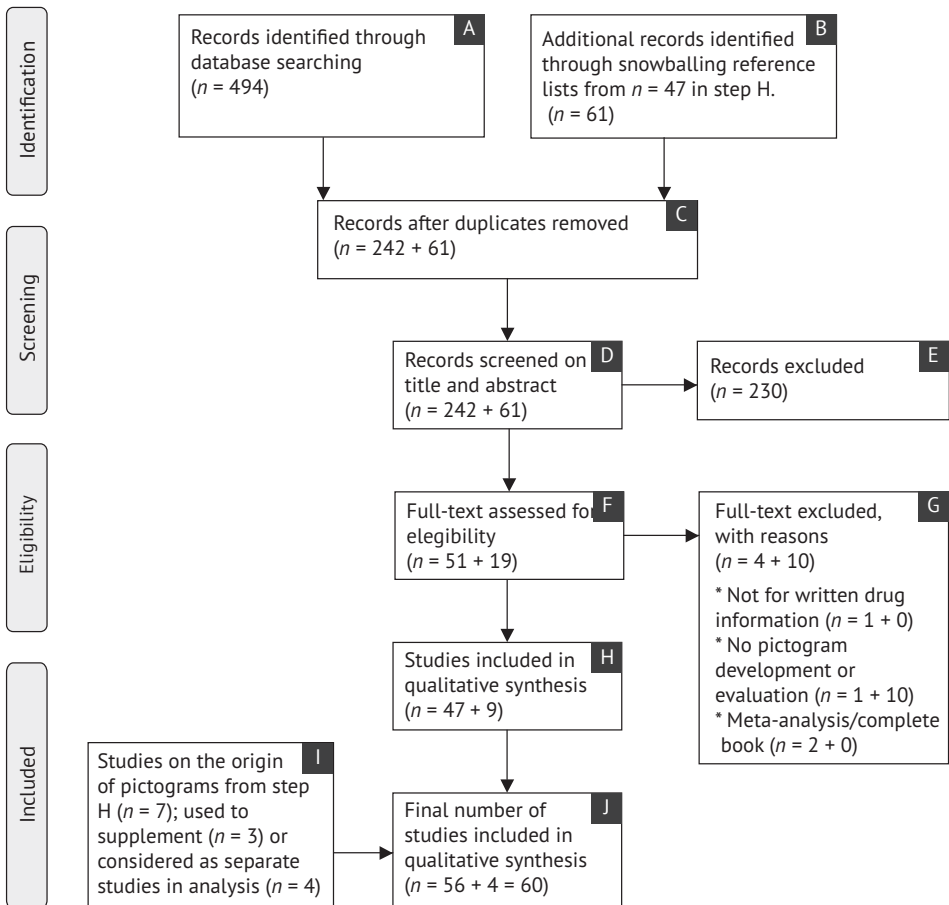 Identification
A
Records identified through
database searching
(n = 494)
B
Additional records identified
through snowballing reference
lists from n = 47 in step H.
(n = 61)
Screening
C
Records after duplicates removed
(n = 242 + 61)
D
Records screened on
title and abstract
(n = 242 + 61)
E
Records excluded
(n = 230)
Eligibility
F
Full-text assessed for
elegibility
(n = 51 + 19)
G
Full-text excluded,
with reasons
(n = 4 + 10)
* Not for written drug
information (n = 1 + 0)
* No pictogram
development or
evaluation (n = 1 + 10)
* Meta-analysis/complete
book (n = 2 + 0)
Included
H
Studies included in
qualitative synthesis
(n = 47 + 9)
I
Studies on the origin
of pictograms from step
H (n = 7); used to
supplement (n = 3) or
considered as separate
studies in analysis (n = 4)
J
Final number of
studies included in
qualitative synthesis
(n = 56 + 4 = 60)